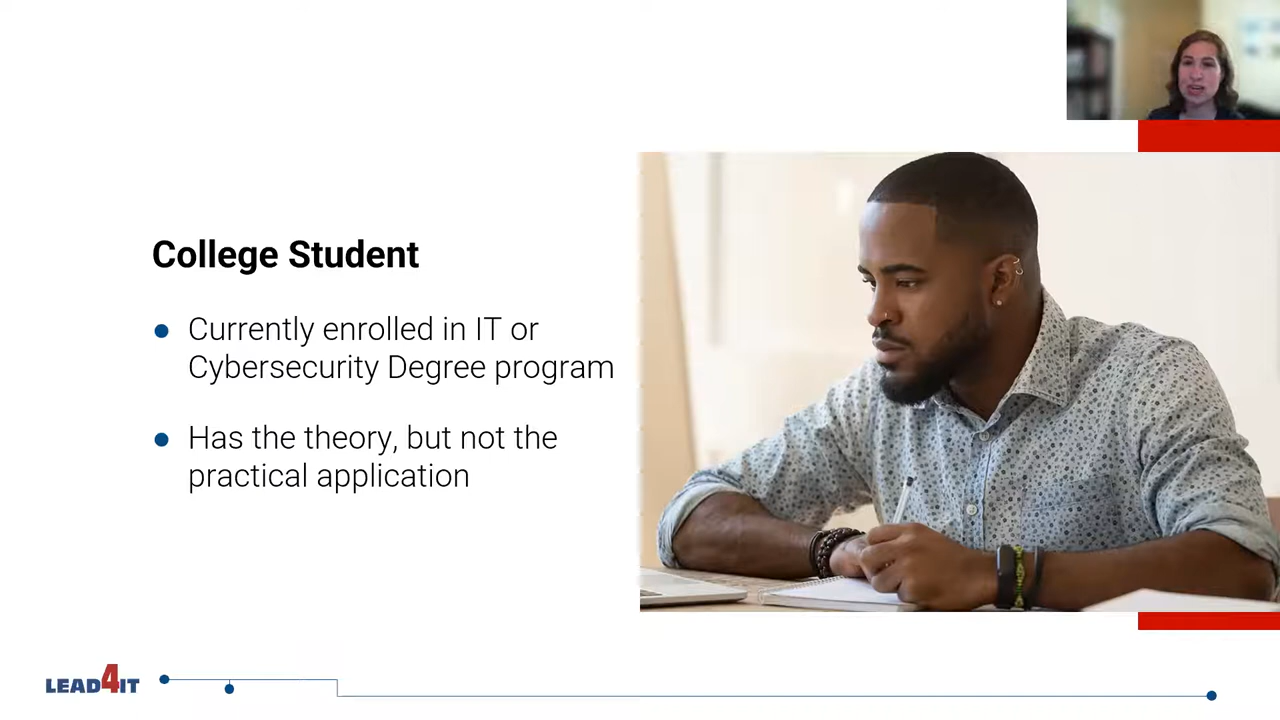 College Student
● Currently enrolled in IT or
Cybersecurity Degree program
● Has the theory, but not the
practical application
LEAD4IT